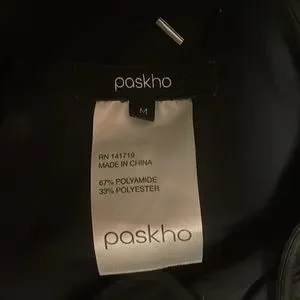 paskho
M
RN 141719
MADE IN CHINA
67% POLYAMIDE
33% POLYESTER
paskho